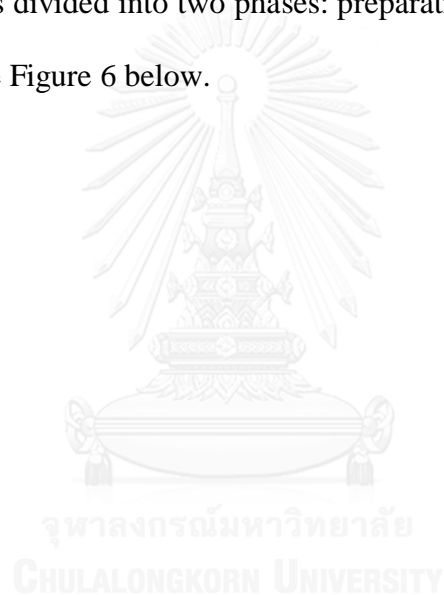 s divided into two phases: preparati
Figure 6 below.
จุฬาลงกรณ์มหาวิทยาลัย
CHULALONGKORN UNIVERSITY